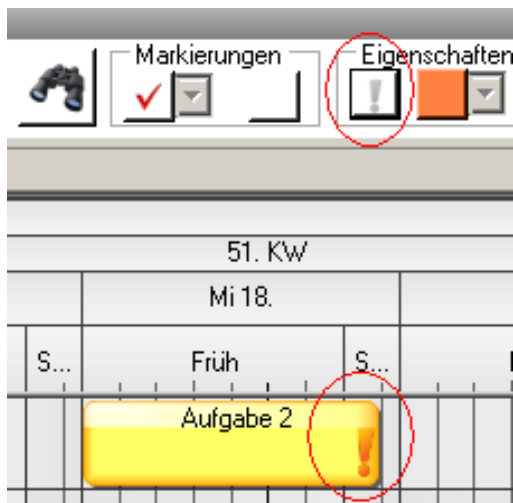 Markierungen Eigenschaften
51. KW
Mi 18.
S... Früh S...
Aufgabe 2